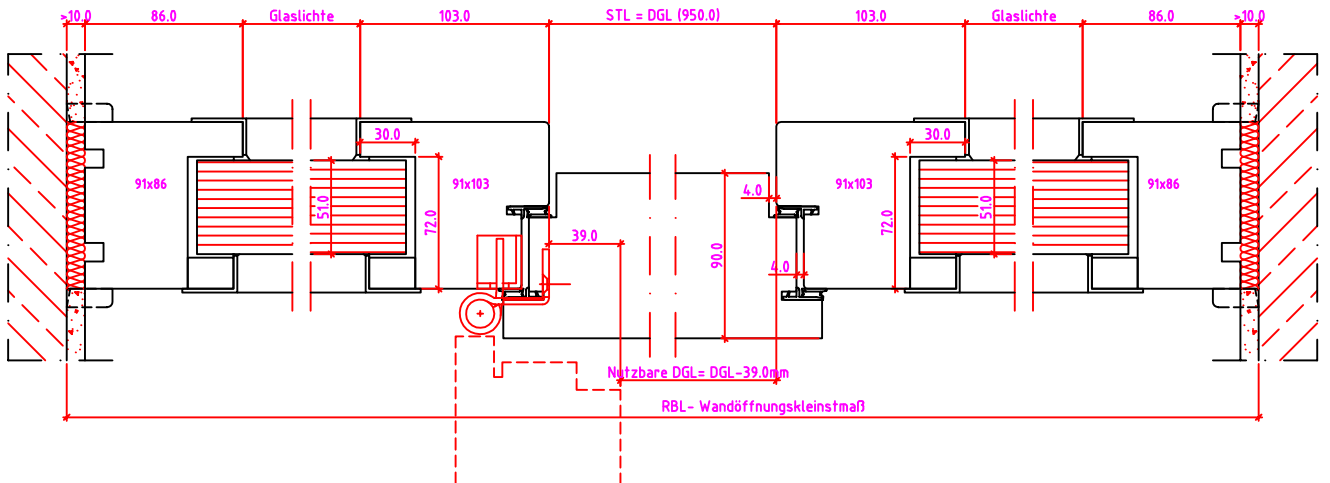 >10.0 86.0 Glaslichte 103.0 STL = DGL (950.0) 103.0 Glaslichte 86.0 >10.0
30.0 30.0
91x86 91x103 4.0 91x103 91x86
51.0 72.0 39.0 90.0 4.0 72.0 51.0
Nutzbare DGL= DGL-39.0mm
RBL- Wandöffnungskleinstmaß